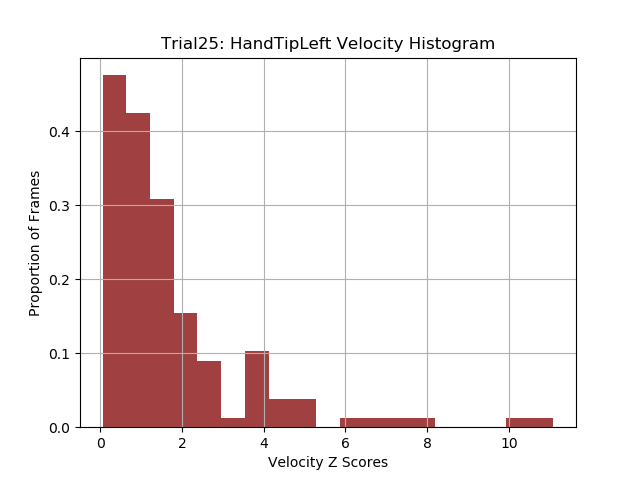 Trial25: HandTipLeft Velocity Histogram
Proportion of Frames
0.4
0.3
0.2
0.1
0.0
0 2 4 6 8 10
Velocity Z Scores